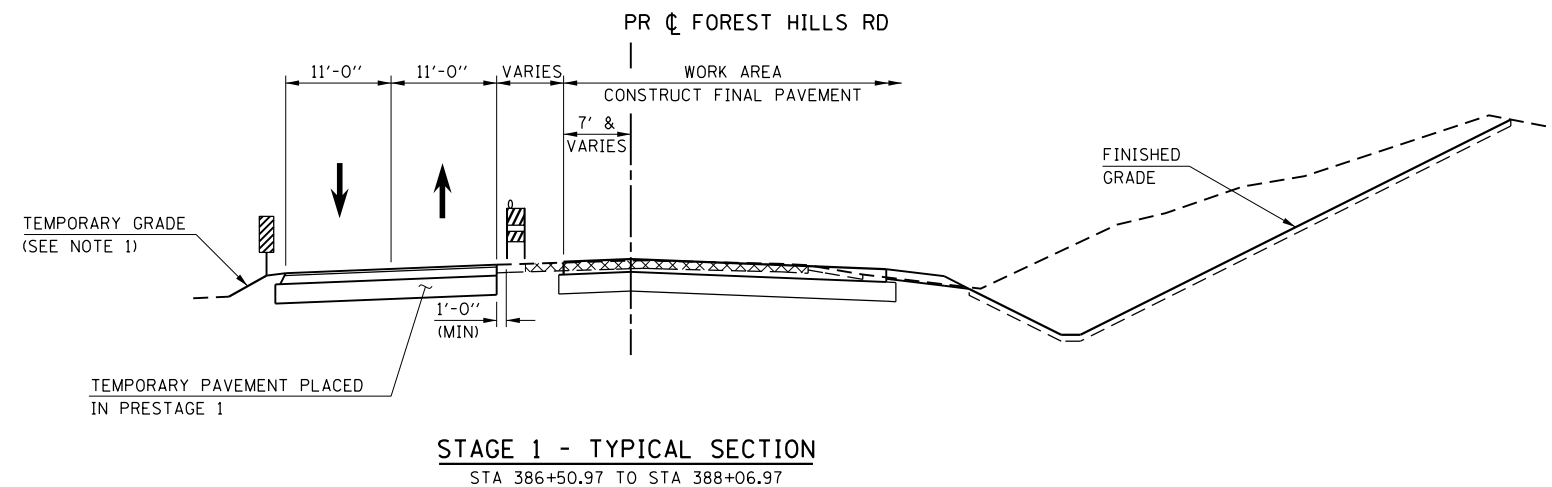 PR ℄ FOREST HILLS RD
11'-0"
11'-0"
VARIES
WORK AREA
CONSTRUCT FINAL PAVEMENT
7' &
VARIES
FINISHED
GRADE
TEMPORARY GRADE
(SEE NOTE 1)
1'-0"
(MIN)
TEMPORARY PAVEMENT PLACED
IN PRESTAGE 1
STAGE 1 - TYPICAL SECTION
STA 386+50.97 TO STA 388+06.97